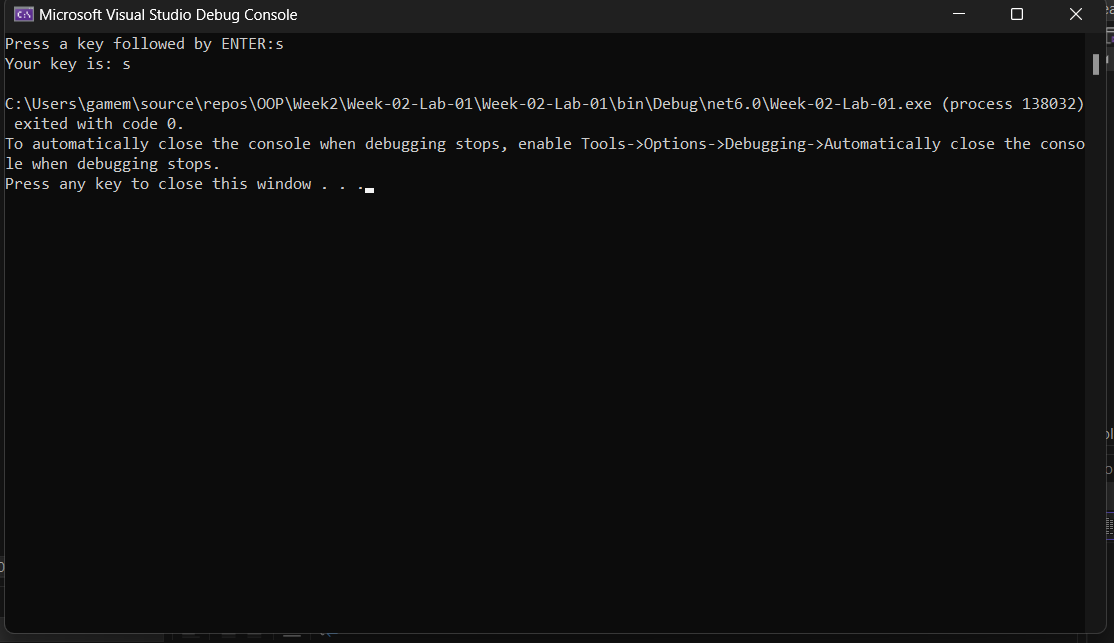 Microsoft Visual Studio Debug Console
Press a key followed by ENTER:s
Your key is: s
C:\Users\gamem\source\repos\OOP\Week2\Week-02-Lab-01\Week-02-Lab-01\bin\Debug\net6.0\Week-02-Lab-01.exe (process 138032)
 exited with code 0.
To automatically close the console when debugging stops, enable Tools->Options->Debugging->Automatically close the conso
le when debugging stops.
Press any key to close this window . . .